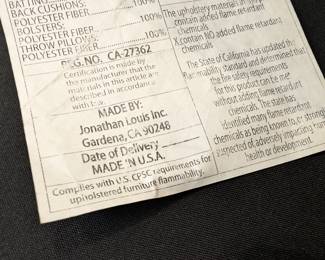 BATTING
BACK CUSHIONS:
POLYESTER FIBER 100%
BOLSTERS:
POLYESTER FIBER 100%
THROW PILLOWS:
POLYESTER FIBER 100%
REG.NO. CA-27362
Certification is made by
the manufacturer that the
materials in this article are
described in accordance
with
MADE BY:
Jonathan Louis Inc.
Gardena, CA 90248
Date of Delivery
MADE IN U.S.A.
Complies with U.S. CPSC requirements for
upholstered furniture flammability.
The upholstery materials in
contain added flame retardant
chemicals
X contain NO added flame retardant
chemicals
The State of California has updated the
flammability standard and determined
the fire safety requirements
for this product can be met
without adding flame retardant
chemicals. The state has
identified many flame retardant
chemicals as being known, or strongly
suspected of adversely impacting human
health or development.